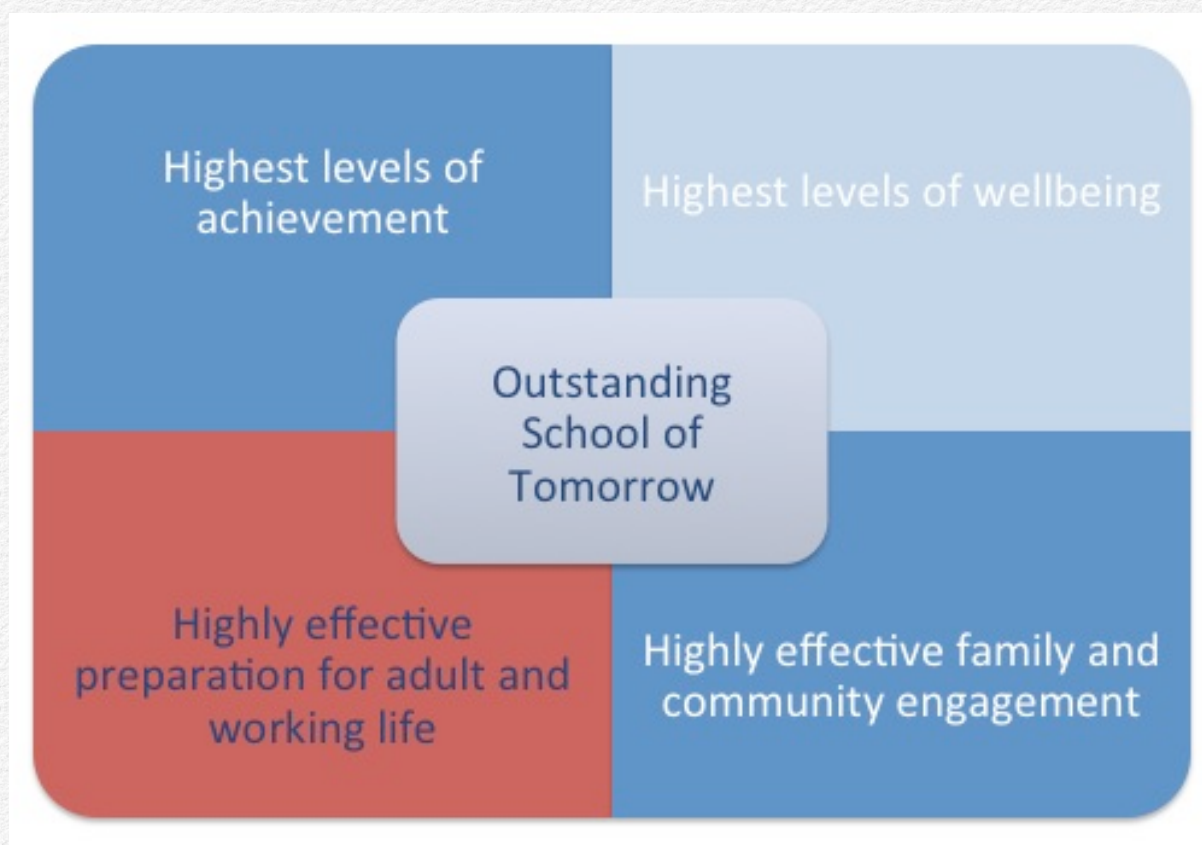 Highest levels of
achievement
Highest levels of wellbeing
Outstanding
School of
Tomorrow
Highly effective
preparation for adult and
working life
Highly effective family and
community engagement